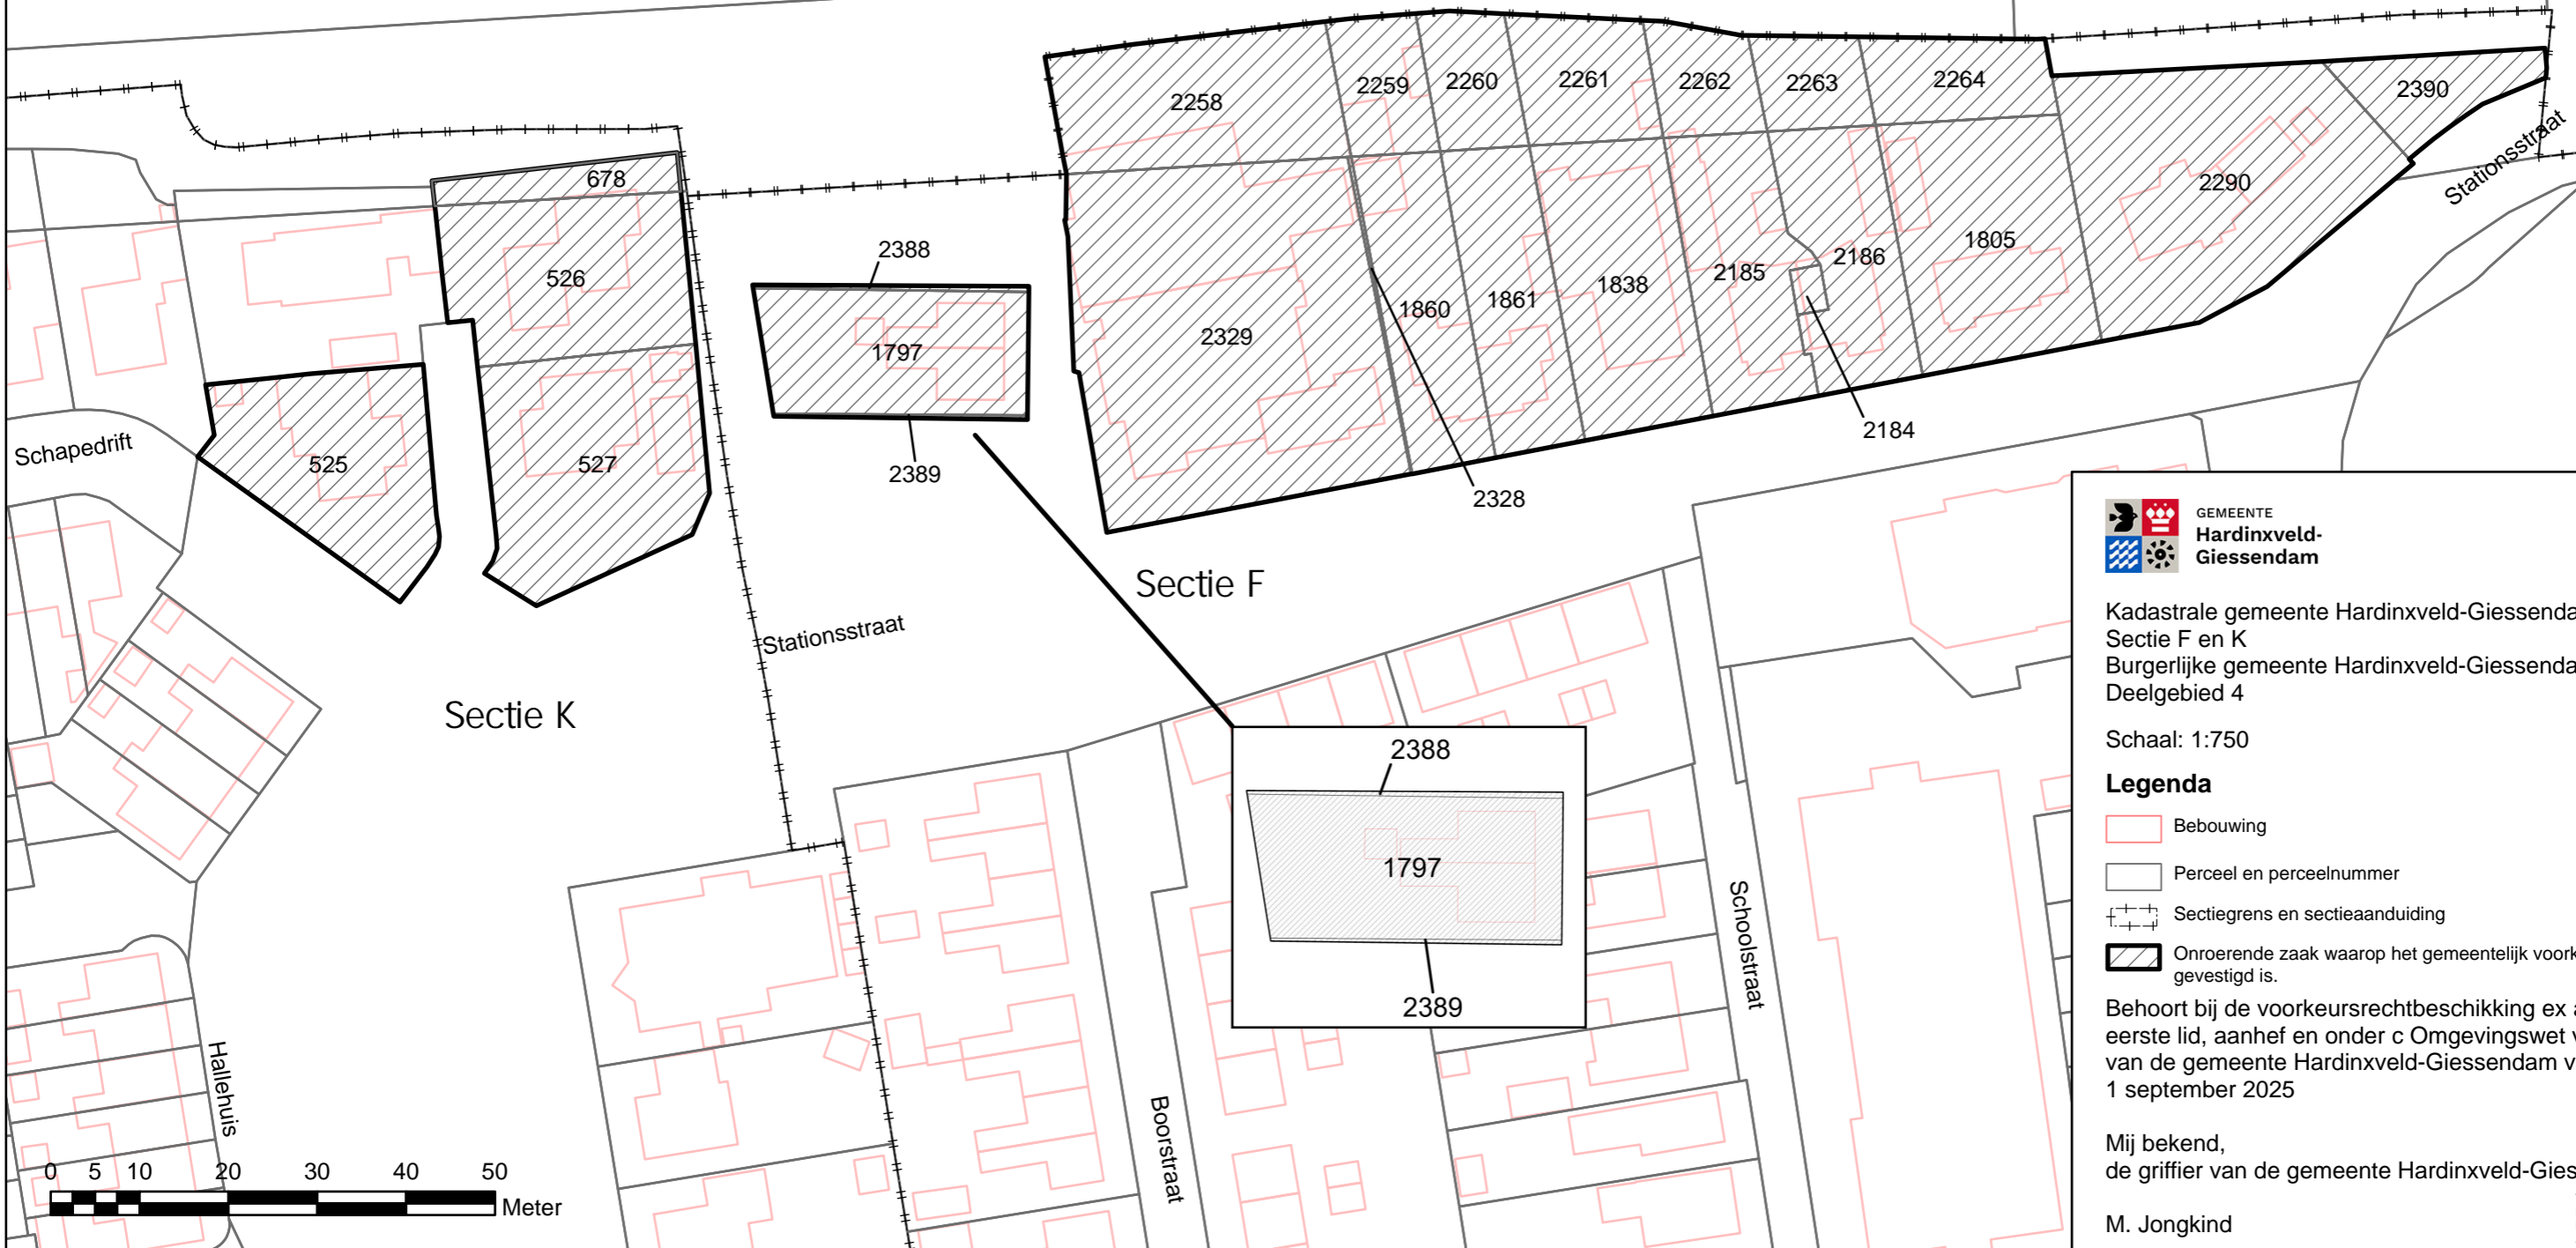 2258
2259
2260
2261
2262
2263
2264
2390
Stationsstraat
678
2290
526
2388
1797
2389
2329
1860
1861
1838
2185
2186
1805
2184
2328
Schapedrift
525
527
Sectie F
Stationsstraat
Sectie K
2388
1797
2389
Schoolstraat
Boorstraat
Hallehuis
0 5 10 20 30 40 50
Meter
GEMEENTE
Hardinxveld-
Giessendam
Kadastrale gemeente Hardinxveld-Giessenda
Sectie F en K
Burgerlijke gemeente Hardinxveld-Giessenda
Deelgebied 4
Schaal: 1:750
Legenda
Bebouwing
Perceel en perceelnummer
Sectiegrens en sectieaanduiding
Onroerende zaak waarop het gemeentelijk voork
gevestigd is.
Behoort bij de voorkeursrechtbeschikking ex a
eerste lid, aanhef en onder c Omgevingswet v
van de gemeente Hardinxveld-Giessendam v
1 september 2025
Mij bekend,
de griffier van de gemeente Hardinxveld-Gies
M. Jongkind